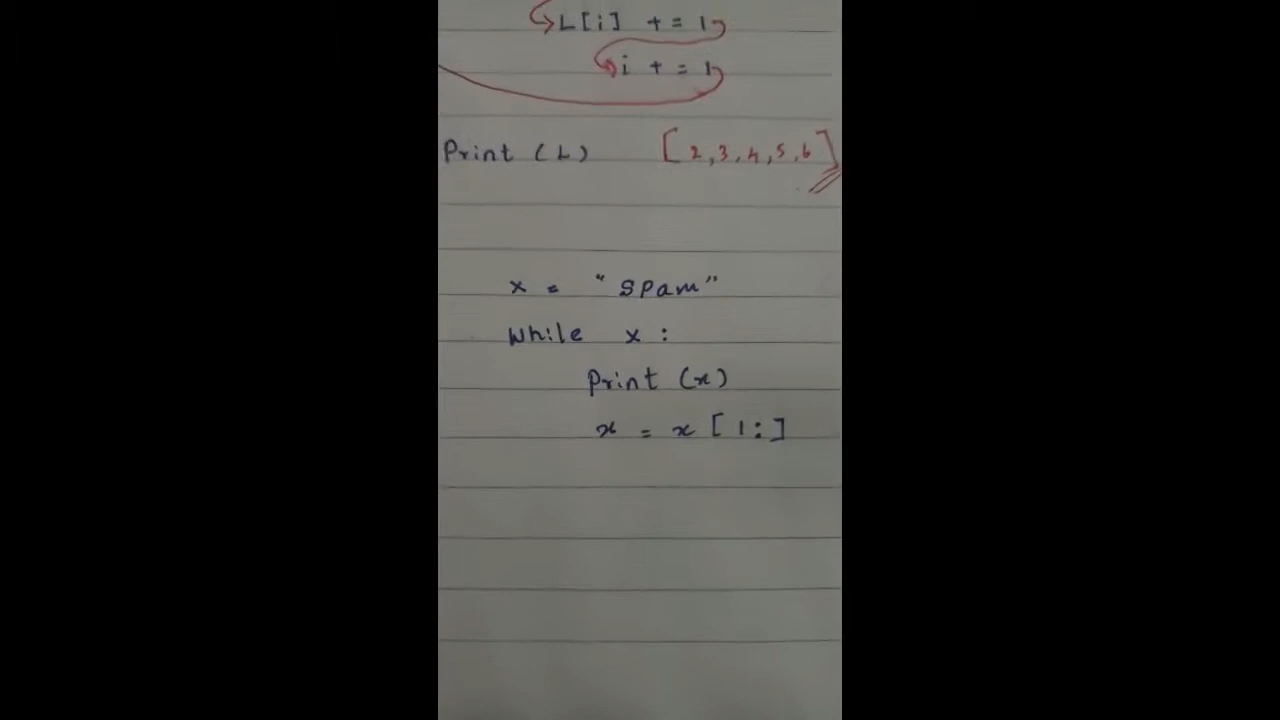 L[i] += 1
i += 1
Print (L) [2,3,4,5,6]
x = "spam"
While x :
Print (x)
x = x [1:]